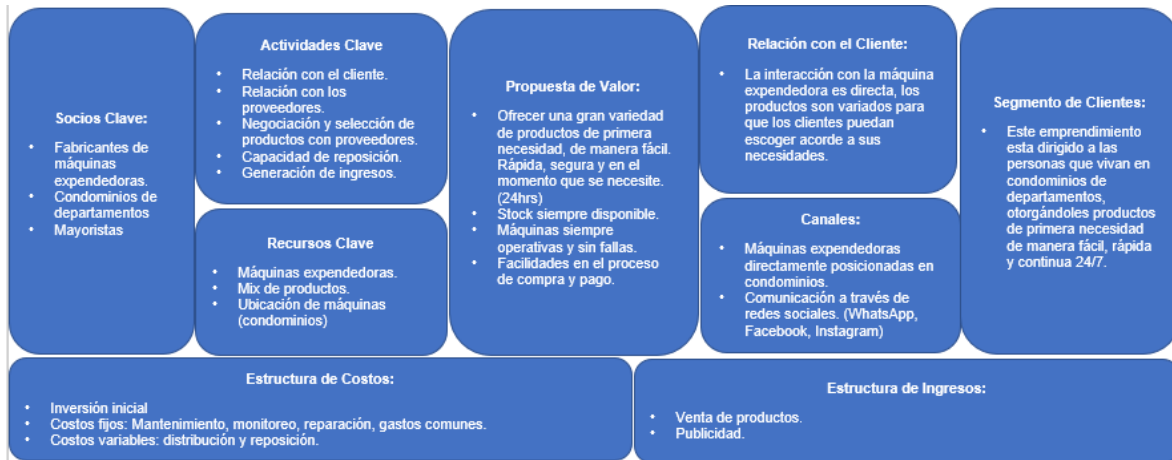 Socios Clave:
• Fabricantes de
máquinas
expendedoras.
• Condominios de
departamentos
• Mayoristas
Actividades Clave
• Relación con el cliente.
• Relación con los
proveedores.
• Negociación y selección de
productos con proveedores.
• Capacidad de reposición.
• Generación de ingresos.
Recursos Clave
• Máquinas expendedoras.
• Mix de productos.
• Ubicación de máquinas
(condominios)
Propuesta de Valor:
• Ofrecer una gran variedad
de productos de primera
necesidad, de manera fácil.
Rápida, segura y en el
momento que se necesite.
(24hrs)
• Stock siempre disponible.
• Máquinas siempre
operativas y sin fallas.
• Facilidades en el proceso
de compra y pago.
Relación con el Cliente:
• La interacción con la máquina
expendedora es directa, los
productos son variados para
que los clientes puedan
escoger acorde a sus
necesidades.
Canales:
• Máquinas expendedoras
directamente posicionadas en
condominios.
• Comunicación a través de
redes sociales. (WhatsApp,
Facebook, Instagram)
Segmento de Clientes:
• Este emprendimiento
esta dirigido a las
personas que vivan en
condominios de
departamentos,
otorgándoles productos
de primera necesidad
de manera fácil, rápida
y continua 24/7.
Estructura de Costos:
• Inversión inicial
• Costos fijos: Mantenimiento, monitoreo, reparación, gastos comunes.
• Costos variables: distribución y reposición.
Estructura de Ingresos:
• Venta de productos.
• Publicidad.